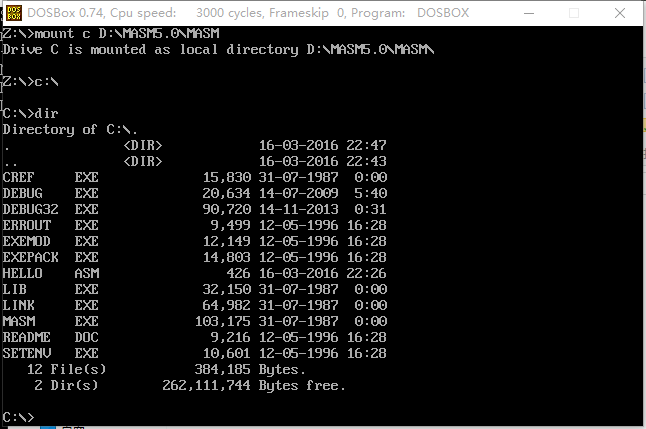 DOSBox 0.74, Cpu speed: 3000 cycles, Frameskip 0, Program: DOSBOX
Z:\>mount c D:\MASM5.0\MASM
Drive C is mounted as local directory D:\MASM5.0\MASM\
Z:\>c:\
C:\>dir
Directory of C:\.
. <DIR> 16-03-2016 22:47
.. <DIR> 16-03-2016 22:43
CREF EXE 15,830 31-07-1987 0:00
DEBUG EXE 20,634 14-07-2009 5:40
DEBUG32 EXE 90,720 14-11-2013 0:31
ERROUT EXE 9,499 12-05-1996 16:28
EXEMOD EXE 12,149 12-05-1996 16:28
EXEPACK EXE 14,803 12-05-1996 16:28
HELLO ASM 426 16-03-2016 22:26
LIB EXE 32,150 31-07-1987 0:00
LINK EXE 64,982 31-07-1987 0:00
MASM EXE 103,175 31-07-1987 0:00
README DOC 9,216 12-05-1996 16:28
SETENV EXE 10,601 12-05-1996 16:28
12 File(s) 384,185 Bytes.
2 Dir(s) 262,111,744 Bytes free.
C:\>